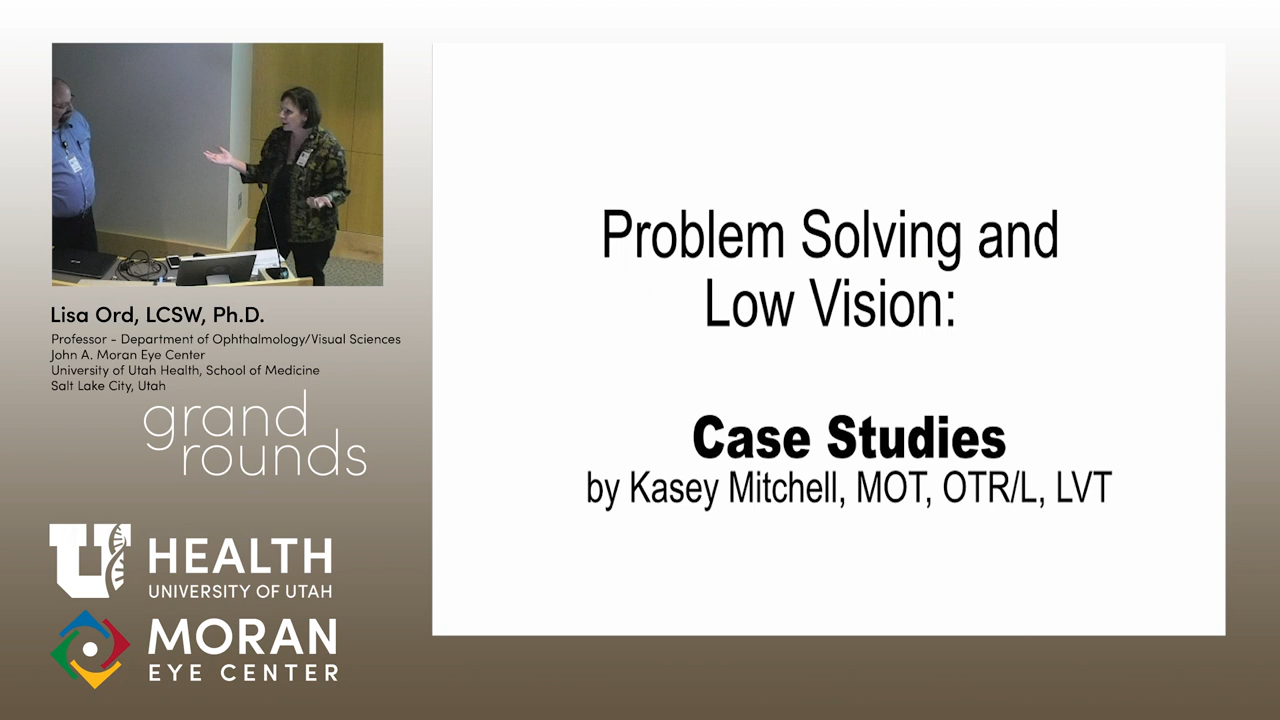 Lisa Ord, LCSW, Ph.D.
Professor - Department of Ophthalmology/Visual Sciences
John A. Moran Eye Center
University of Utah Health, School of Medicine
Salt Lake City, Utah
grand
rounds
U HEALTH
UNIVERSITY OF UTAH
MORAN
EYE CENTER
Problem Solving and
Low Vision:
Case Studies
by Kasey Mitchell, MOT, OTR/L, LVT